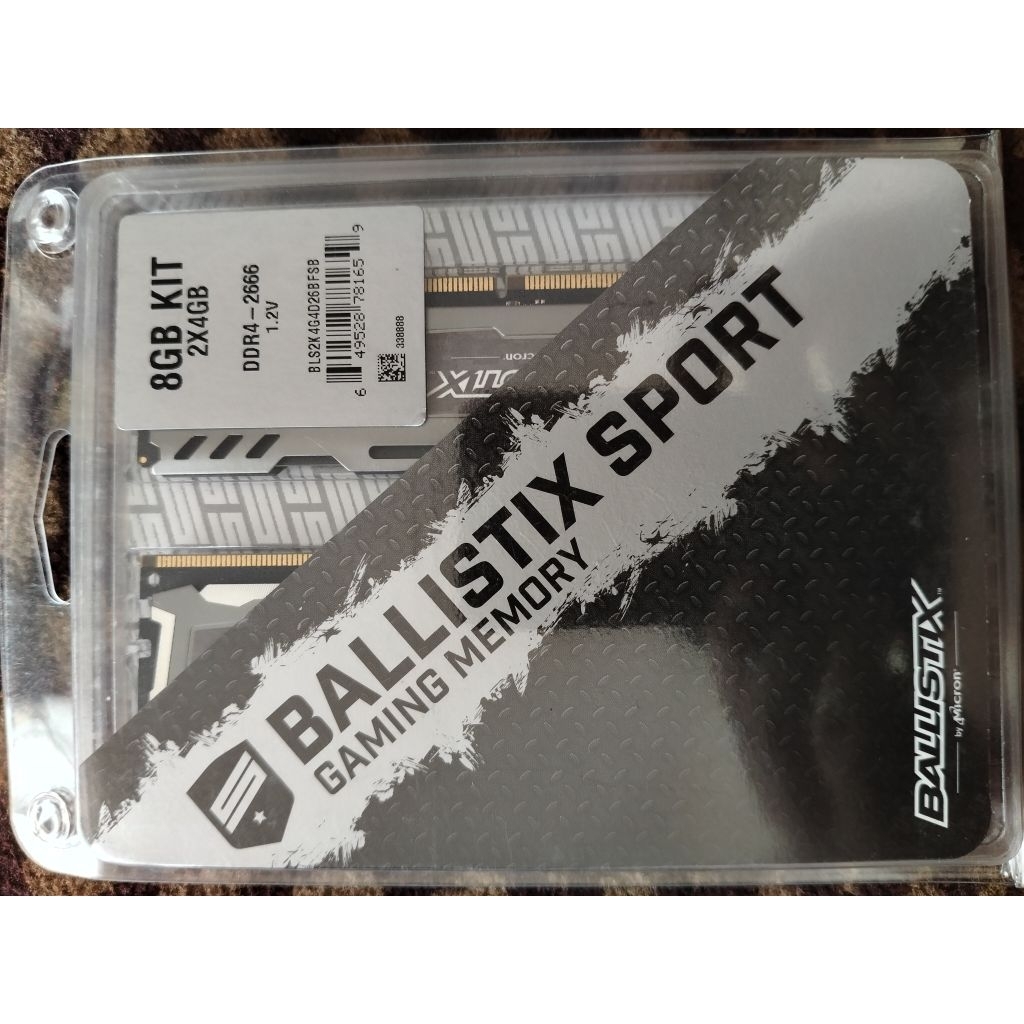 8GB KIT
2X4GB
DDR4-2666
1.2V
BLS2K4G4D26BFSB
6 49528 78165 9
338888
BALLISTIX SPORT
GAMING MEMORY
BALLISTIX™
by Micron®